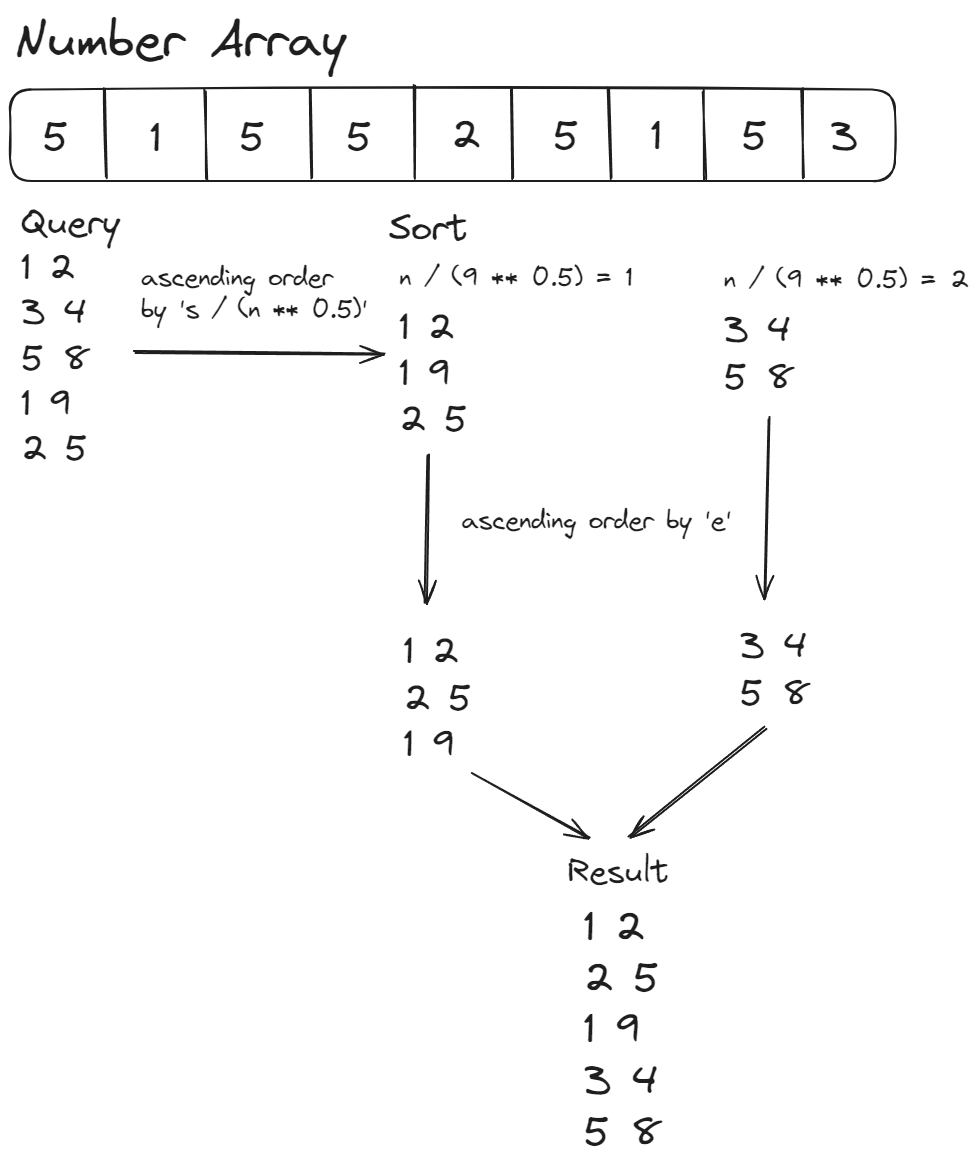 Number Array
5 1 5 5 2 5 1 5 3
Query
1 2
3 4
5 8
1 9
2 5
ascending order
by 's / (n ** 0.5)'
Sort
n / (9 ** 0.5) = 1
1 2
1 9
2 5
n / (9 ** 0.5) = 2
3 4
5 8
ascending order by 'e'
1 2
2 5
1 9
3 4
5 8
Result
1 2
2 5
1 9
3 4
5 8